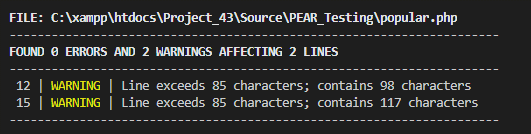 FILE: C:\xampp\htdocs\Project_43\Source\PEAR_Testing\popular.php
----------------------------------------------------------------------
FOUND 0 ERRORS AND 2 WARNINGS AFFECTING 2 LINES
----------------------------------------------------------------------
12 | WARNING | Line exceeds 85 characters; contains 98 characters
15 | WARNING | Line exceeds 85 characters; contains 117 characters
----------------------------------------------------------------------